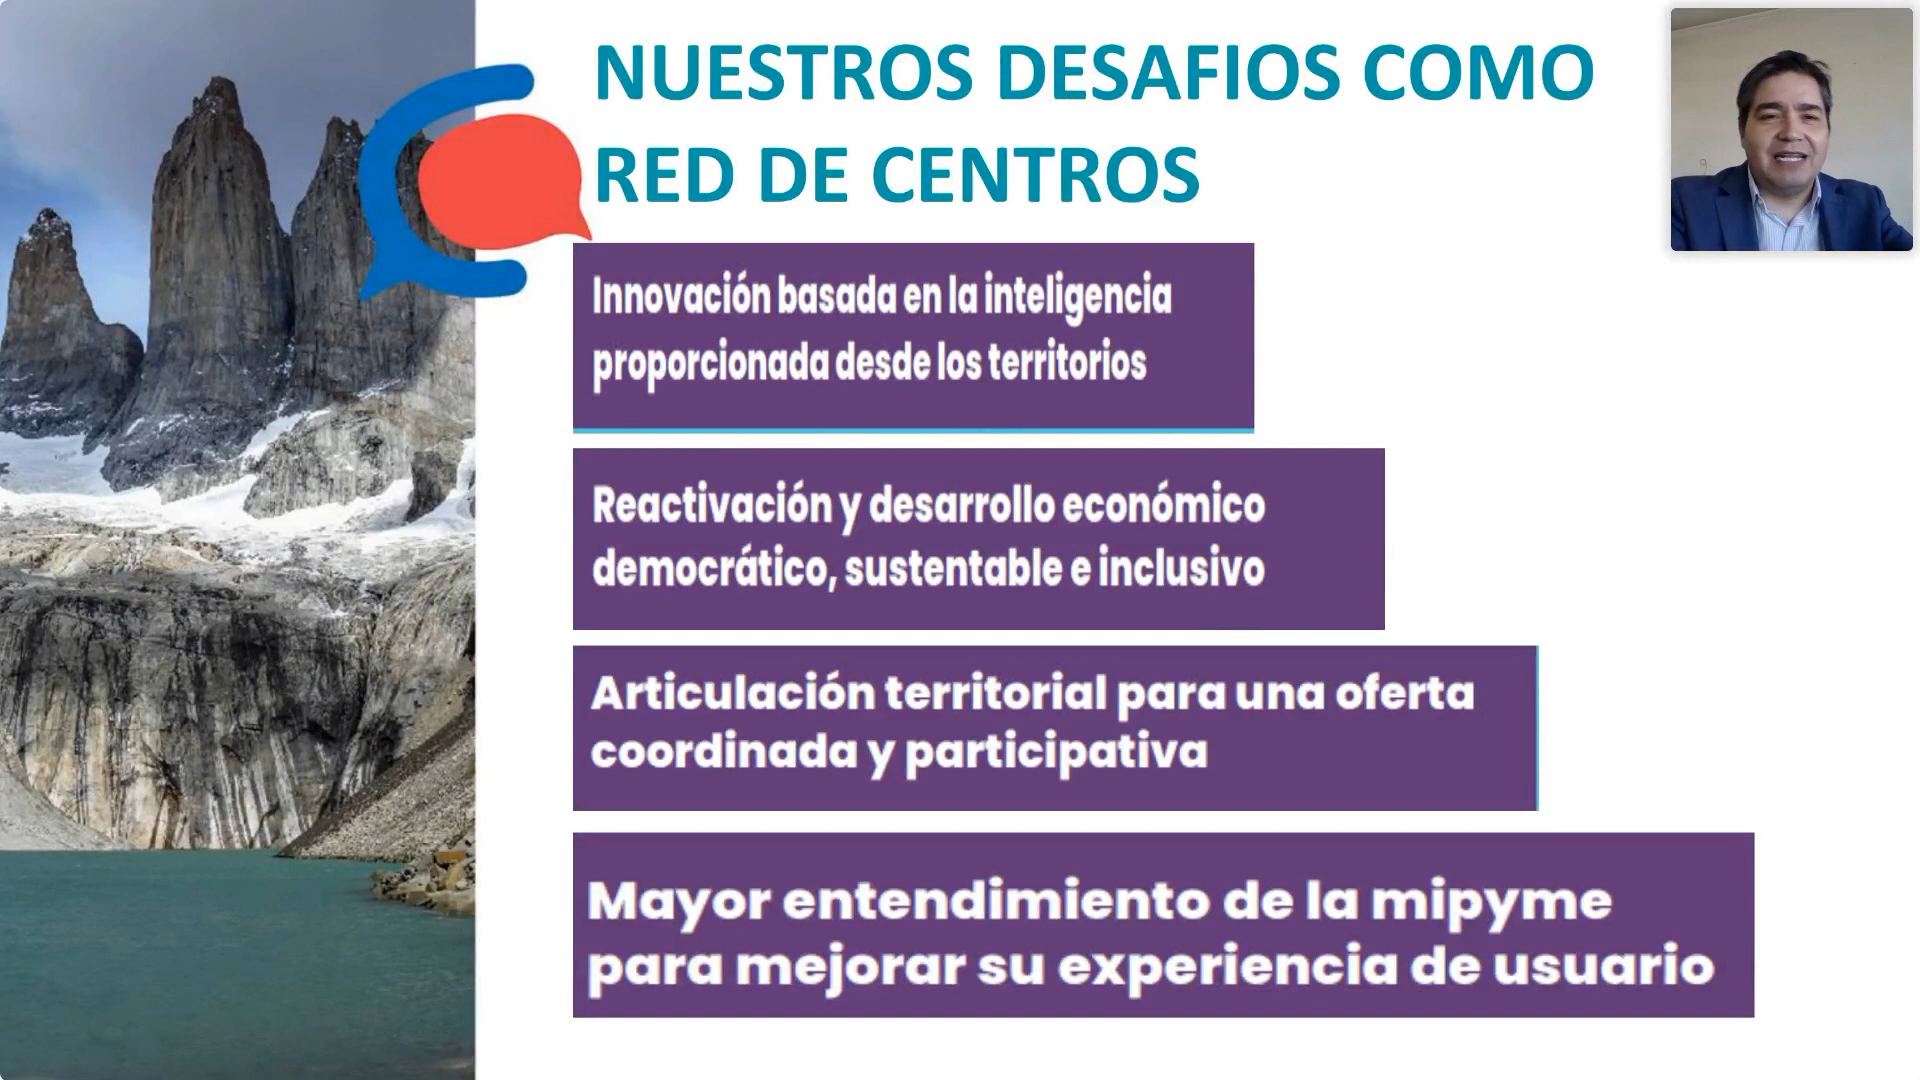 NUESTROS DESAFIOS COMO
RED DE CENTROS
Innovación basada en la inteligencia
proporcionada desde los territorios
Reactivación y desarrollo económico
democrático, sustentable e inclusivo
Articulación territorial para una oferta
coordinada y participativa
Mayor entendimiento de la mipyme
para mejorar su experiencia de usuario